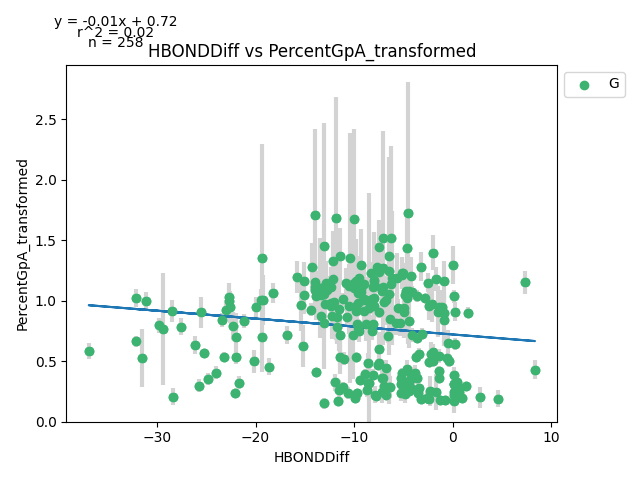 y = -0.01x + 0.72
r^2 = 0.02
n = 258
HBONDDiff vs PercentGpA_transformed
G
PercentGpA_transformed
2.5
2.0
1.5
1.0
0.5
0.0
−30
−20
−10
0
10
HBONDDiff